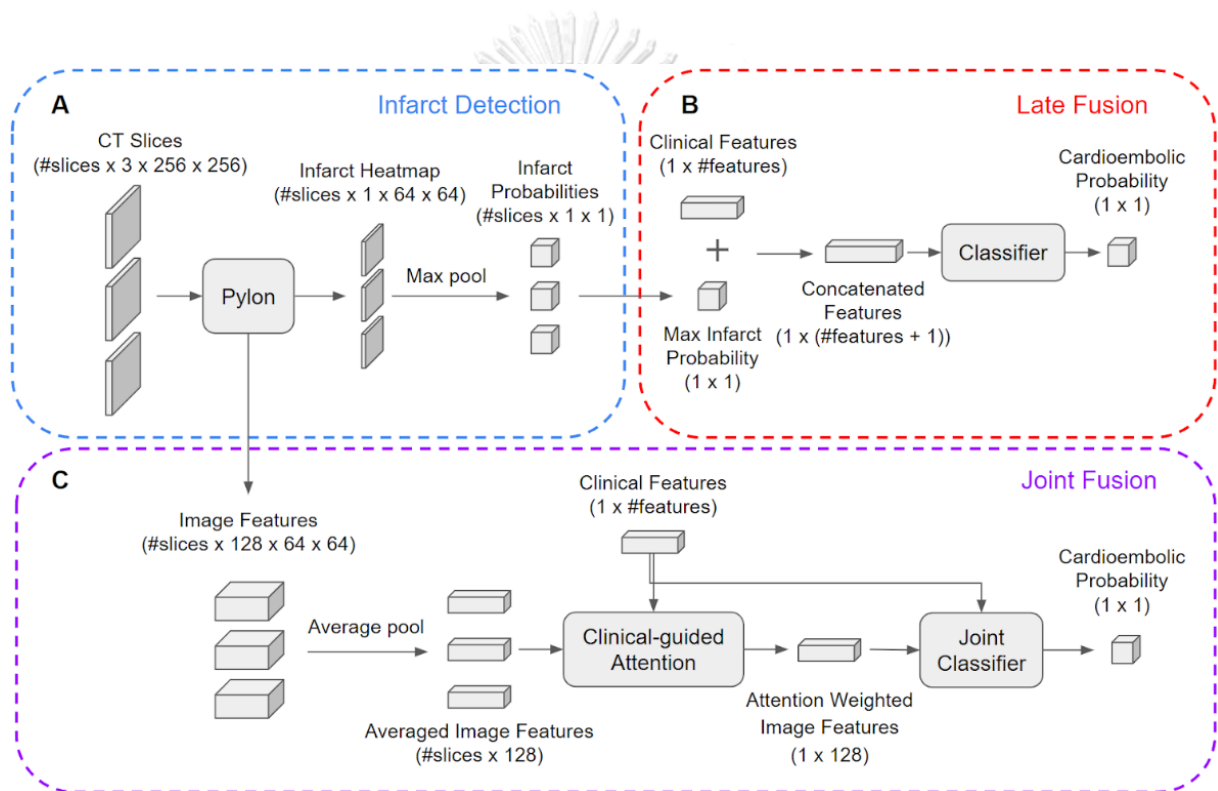 A
Infarct Detection
CT Slices
(#slices x 3 x 256 x 256)
Infarct Heatmap
(#slices x 1 x 64 x 64)
Infarct
Probabilities
(#slices x 1 x 1)
Pylon
Max pool
B
Late Fusion
Clinical Features
(1 x #features)
+
Max Infarct
Probability
(1 x 1)
Concatenated
Features
(1 x (#features + 1))
Classifier
Cardioembolic
Probability
(1 x 1)
C
Joint Fusion
Image Features
(#slices x 128 x 64 x 64)
Average pool
Averaged Image Features
(#slices x 128)
Clinical Features
(1 x #features)
Clinical-guided
Attention
Attention Weighted
Image Features
(1 x 128)
Joint
Classifier
Cardioembolic
Probability
(1 x 1)